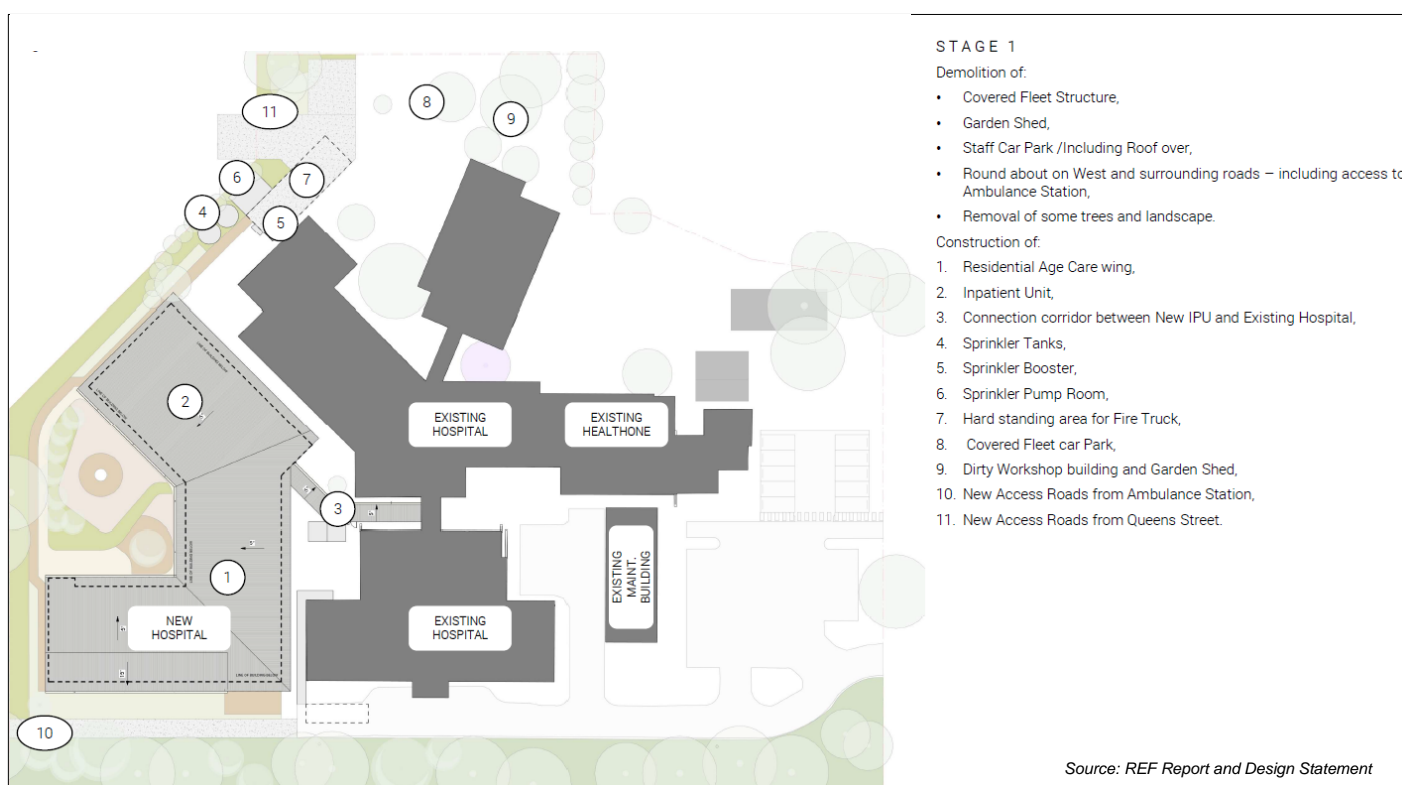 11
8
9
6
7
4
5
2
EXISTING
HOSPITAL
EXISTING
HEALTHONE
3
1
EXISTING
MAINT.
BUILDING
NEW
HOSPITAL
EXISTING
HOSPITAL
10
STAGE 1
Demolition of:
• Covered Fleet Structure,
• Garden Shed,
• Staff Car Park /Including Roof over,
• Round about on West and surrounding roads – including access to
Ambulance Station,
• Removal of some trees and landscape.
Construction of:
1. Residential Age Care wing,
2. Inpatient Unit,
3. Connection corridor between New IPU and Existing Hospital,
4. Sprinkler Tanks,
5. Sprinkler Booster,
6. Sprinkler Pump Room,
7. Hard standing area for Fire Truck,
8. Covered Fleet car Park,
9. Dirty Workshop building and Garden Shed,
10. New Access Roads from Ambulance Station,
11. New Access Roads from Queens Street.
Source: REF Report and Design Statement